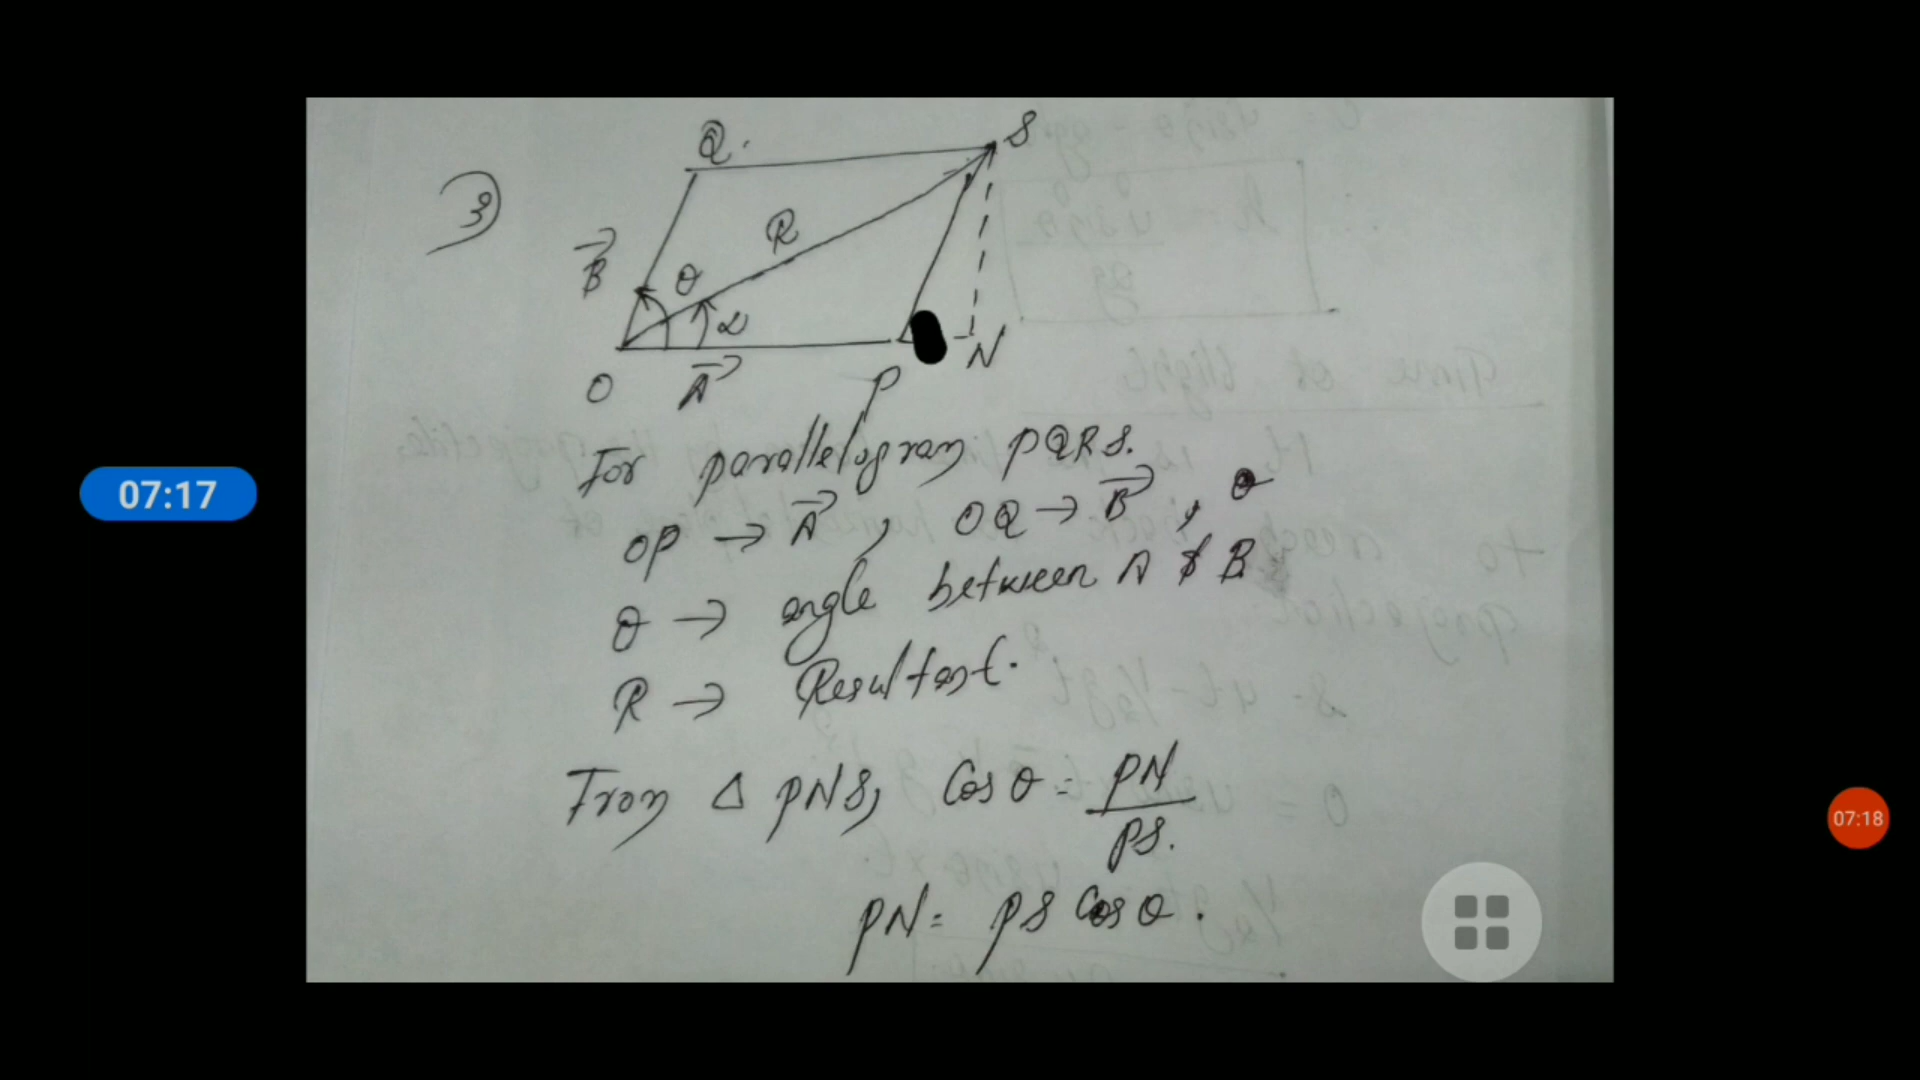 Q.
S
3)
R
B
θ
α
O
A
P
N
For parallelogram PQRS.
OP → A , OQ → B , θ
θ → angle between A & B
R → Resultant.
From Δ PNS, Cos θ = PN
PS.
PN = PS Cos θ .
07:17
07:18